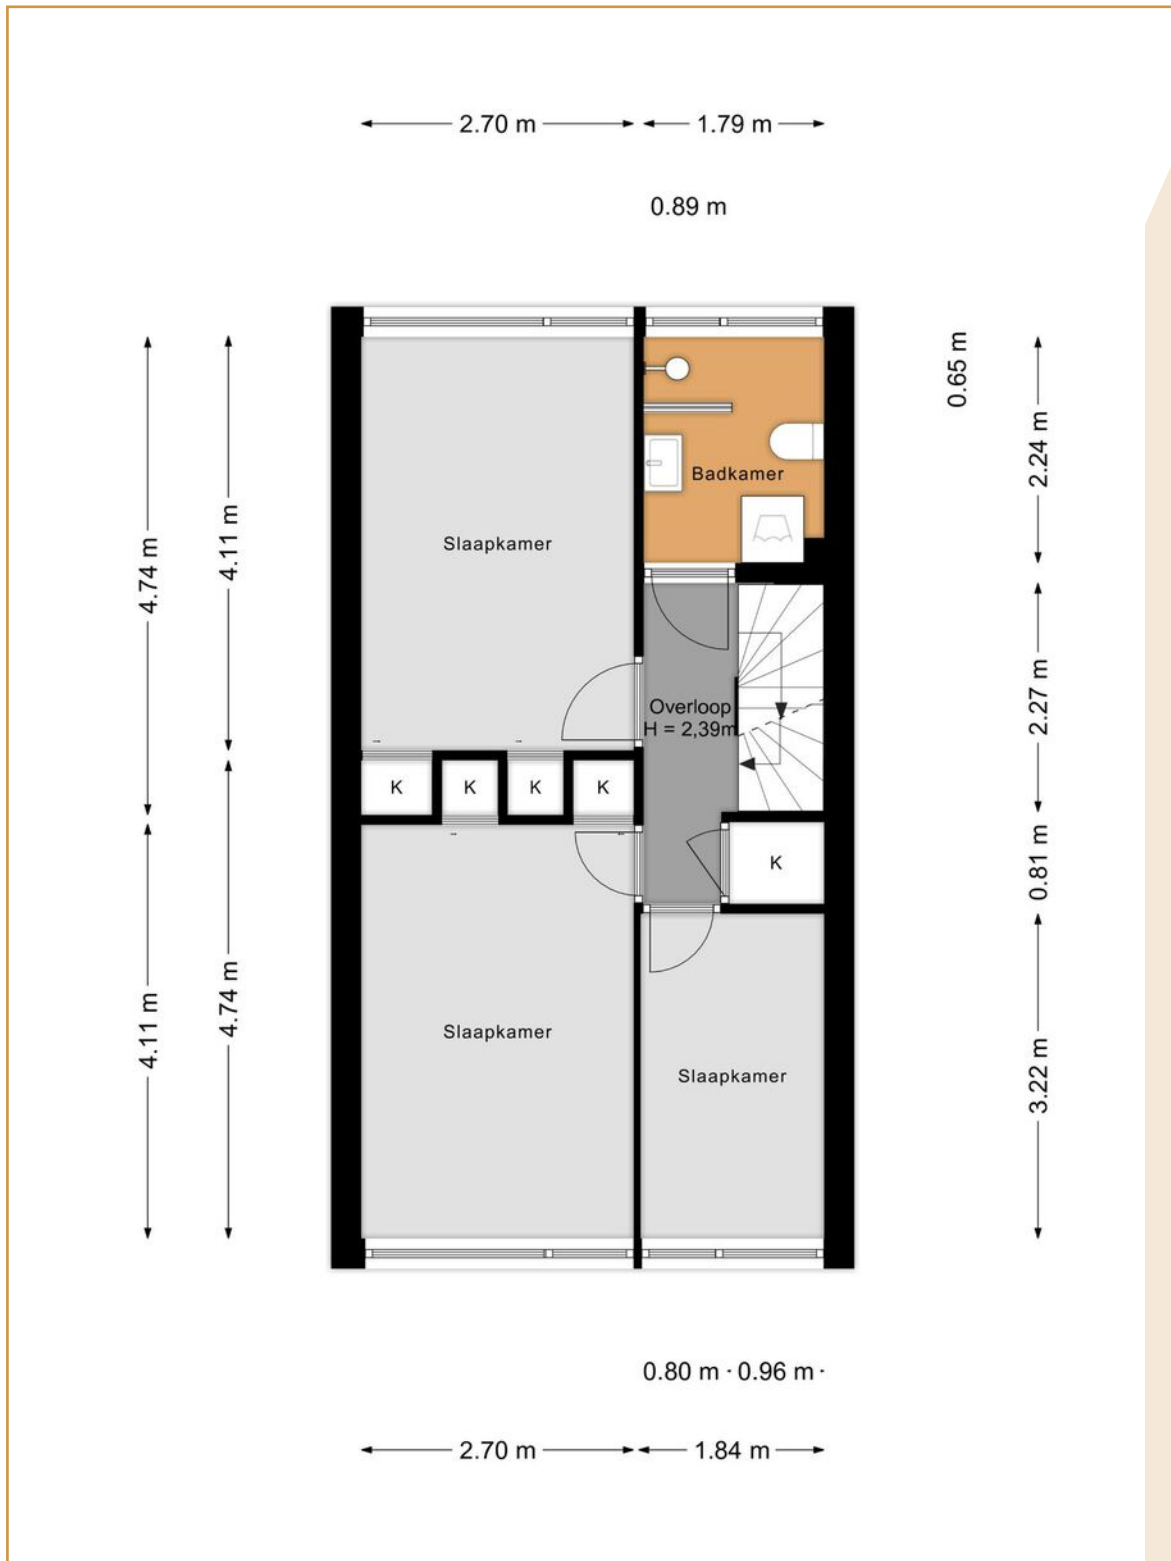 2.70 m
1.79 m
0.89 m
0.65 m
2.24 m
Badkamer
4.11 m
4.74 m
Slaapkamer
2.27 m
Overloop
H = 2,39m
K
K
K
K
K
0.81 m
4.11 m
4.74 m
Slaapkamer
Slaapkamer
3.22 m
0.80 m
0.96 m
2.70 m
1.84 m